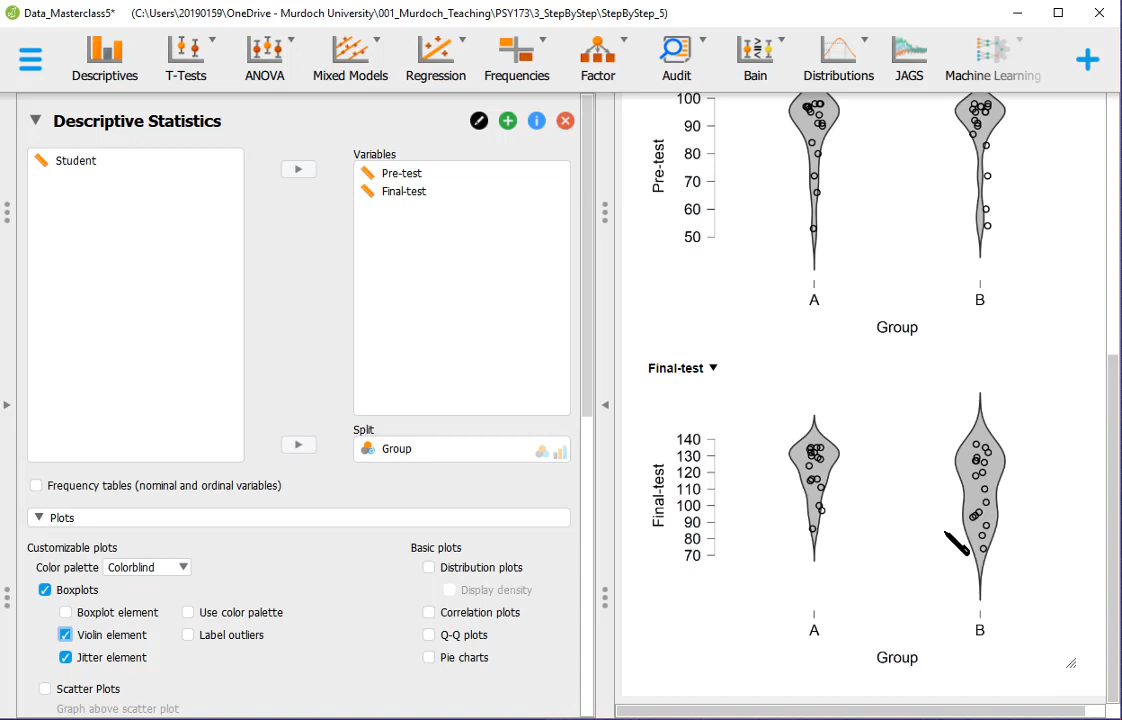 Data_Masterclass5* (C:\Users\20190159\OneDrive - Murdoch University\001_Murdoch_Teaching\PSY173\3_StepByStep\StepByStep_5)
Descriptives T-Tests ANOVA Mixed Models Regression Frequencies Factor Audit Bain Distributions JAGS Machine Learning
Descriptive Statistics
Student
Variables
Pre-test
Final-test
Split
Group
Frequency tables (nominal and ordinal variables)
Plots
Customizable plots
Color palette Colorblind
Boxplots
Boxplot element Use color palette
Violin element Label outliers
Jitter element
Scatter Plots
Graph above scatter plot
Basic plots
Distribution plots
Display density
Correlation plots
Q-Q plots
Pie charts
Pre-test
100
90
80
70
60
50
A B
Group
Final-test
Final-test
140
130
120
110
100
90
80
70
A B
Group